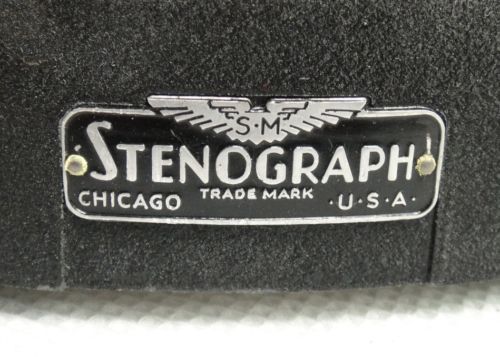 S·M
STENOGRAPH
CHICAGO TRADE MARK ·U·S·A·